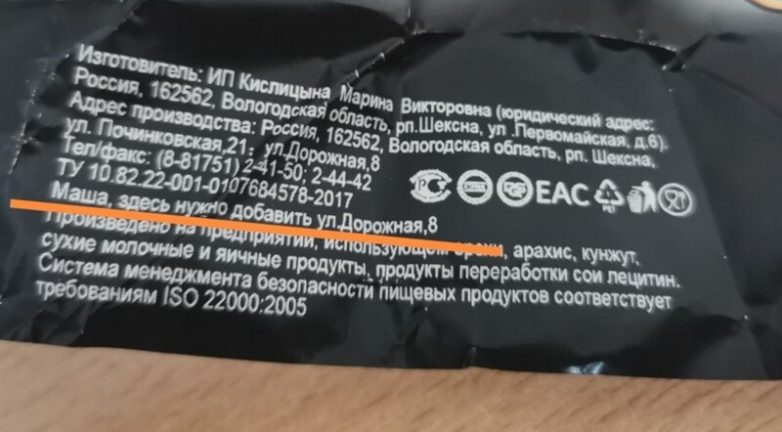 Изготовитель: ИП Кислицына Марина Викторовна (юридический адрес:
Россия, 162562, Вологодская область, рп.Шексна, ул .Первомайская, д.6).
Адрес производства: Россия, 162562, Вологодская область, рп. Шексна,
ул. Починковская,21; ул.Дорожная,8
Тел/факс: (8-81751) 2-41-50; 2-44-42
ТУ 10.82.22-001-0107684578-2017
EAC
PET
Маша, здесь нужно добавить ул.Дорожная,8
Произведено на предприятии, использующом орехи, арахис, кунжут,
сухие молочные и яичные продукты, продукты переработки сои лецитин.
Система менеджмента безопасности пищевых продуктов соответствует
требованиям ISO 22000:2005